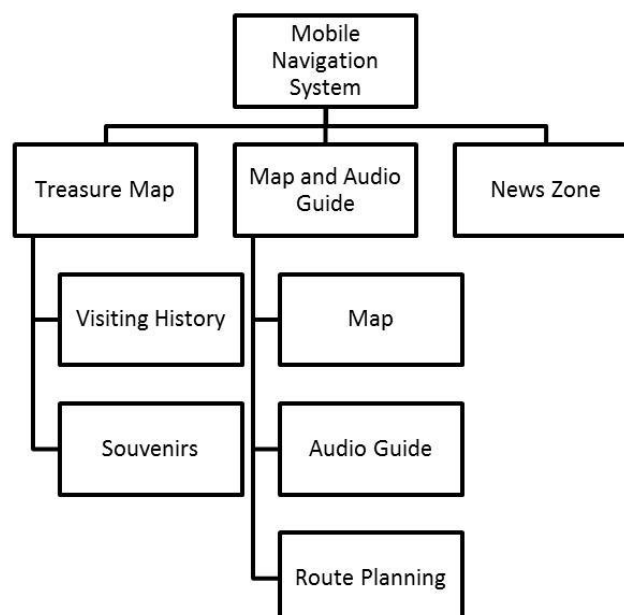 Mobile
Navigation
System
Treasure Map
Map and Audio
Guide
News Zone
Visiting History
Map
Souvenirs
Audio Guide
Route Planning